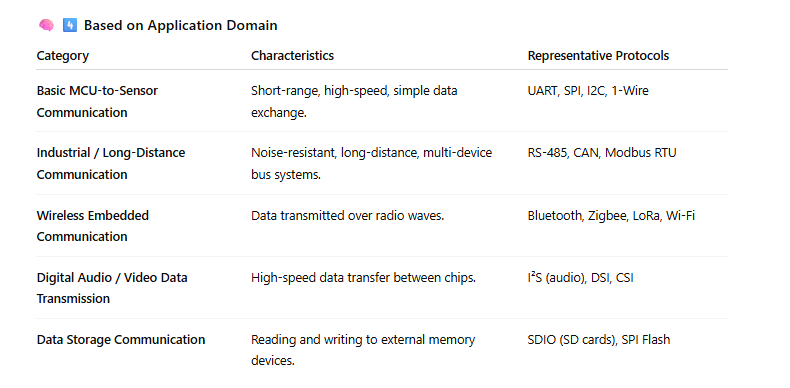 🧠 4️⃣ Based on Application Domain
Category Characteristics Representative Protocols
Basic MCU-to-Sensor Short-range, high-speed, simple data UART, SPI, I2C, 1-Wire
Communication exchange.
Industrial / Long-Distance Noise-resistant, long-distance, multi-device RS-485, CAN, Modbus RTU
Communication bus systems.
Wireless Embedded Data transmitted over radio waves. Bluetooth, Zigbee, LoRa, Wi-Fi
Communication
Digital Audio / Video Data High-speed data transfer between chips. I²S (audio), DSI, CSI
Transmission
Data Storage Communication Reading and writing to external memory SDIO (SD cards), SPI Flash
devices.